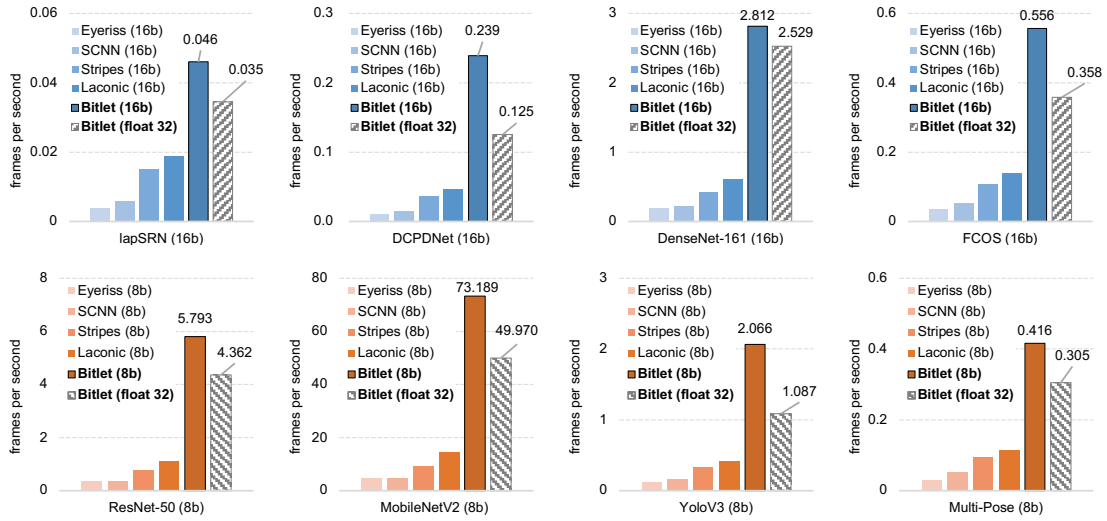 frames per second
0.06
0.04
0.02
0
Eyeriss (16b)
SCNN (16b)
Stripes (16b)
Laconic (16b)
Bitlet (16b)
Bitlet (float 32)
0.046
0.035
lapSRN (16b)
frames per second
0.3
0.2
0.1
0.0
Eyeriss (16b)
SCNN (16b)
Stripes (16b)
Laconic (16b)
Bitlet (16b)
Bitlet (float 32)
0.239
0.125
DCPDNet (16b)
frames per second
3
2
1
0
Eyeriss (16b)
SCNN (16b)
Stripes (16b)
Laconic (16b)
Bitlet (16b)
Bitlet (float 32)
2.812
2.529
DenseNet-161 (16b)
frames per second
0.6
0.4
0.2
0
Eyeriss (16b)
SCNN (16b)
Stripes (16b)
Laconic (16b)
Bitlet (16b)
Bitlet (float 32)
0.556
0.358
FCOS (16b)
frames per second
8
6
4
2
0
Eyeriss (8b)
SCNN (8b)
Stripes (8b)
Laconic (8b)
Bitlet (8b)
Bitlet (float 32)
5.793
4.362
ResNet-50 (8b)
frames per second
80
60
40
20
0
Eyeriss (8b)
SCNN (8b)
Stripes (8b)
Laconic (8b)
Bitlet (8b)
Bitlet (float 32)
73.189
49.970
MobileNetV2 (8b)
frames per second
3
2
1
0
Eyeriss (8b)
SCNN (8b)
Stripes (8b)
Laconic (8b)
Bitlet (8b)
Bitlet (float 32)
2.066
1.087
YoloV3 (8b)
frames per second
0.6
0.4
0.2
0
Eyeriss (8b)
SCNN (8b)
Stripes (8b)
Laconic (8b)
Bitlet (8b)
Bitlet (float 32)
0.416
0.305
Multi-Pose (8b)